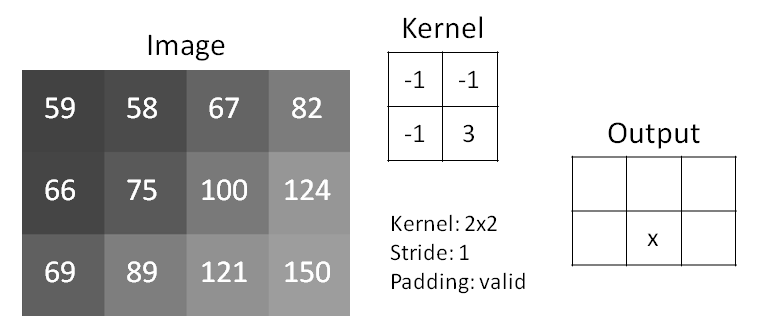 Image
59 58 67 82
66 75 100 124
69 89 121 150
Kernel
-1 -1
-1 3
Kernel: 2x2
Stride: 1
Padding: valid
Output
x